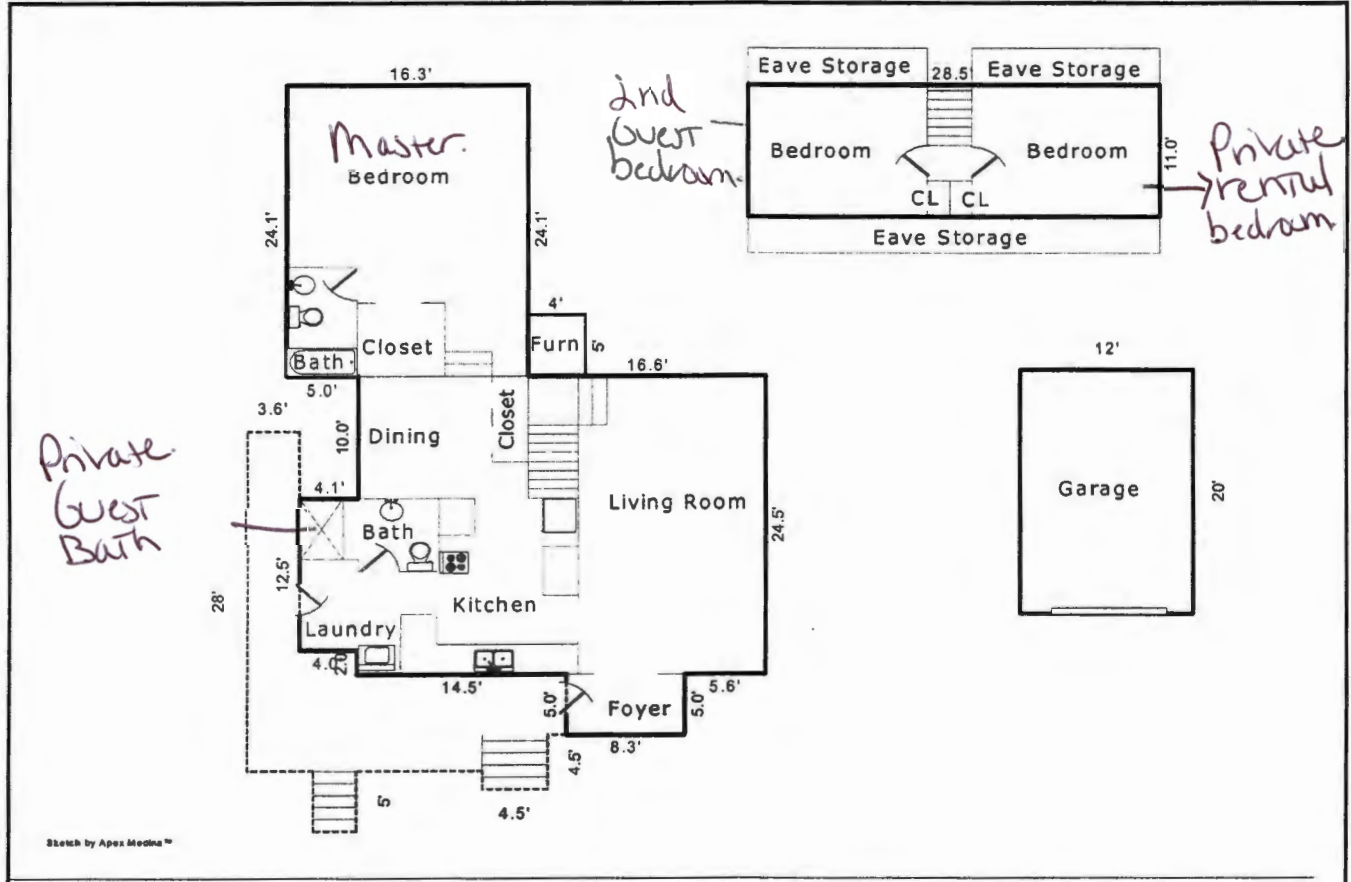 16.3'
Master.
Bedroom
24.1'
24.1'
Bath
Closet
4'
Furn
5'
16.6'
5.0'
3.6'
10.0'
Dining
Closet
Private
Guest
Bath
4.1'
Bath
Living Room
24.5'
12.5'
28'
Kitchen
Laundry
4.0'
2.0'
14.5'
5.0'
Foyer
5.0'
5.6'
8.3'
4.5'
5'
4.5'
2nd
Guest
bedroom.
Eave Storage
28.5'
Eave Storage
Bedroom
Bedroom
11.0'
CL
CL
Eave Storage
Private
rental
bedroom
12'
Garage
20'
Sketch by Apex Medina™